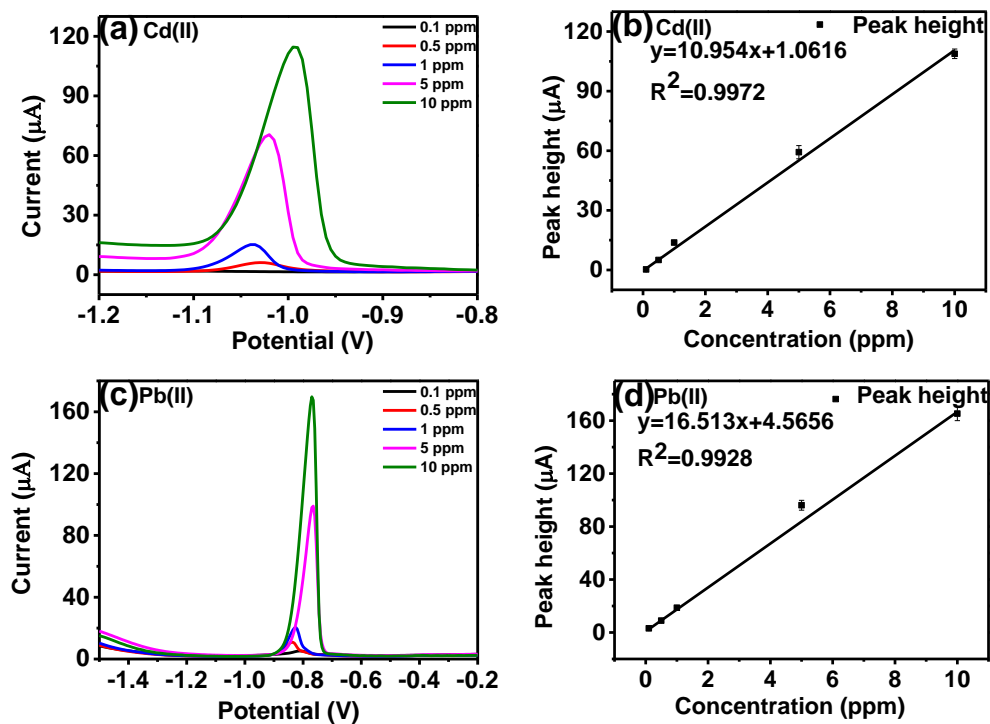 (a) Cd(II)
0.1 ppm
0.5 ppm
1 ppm
5 ppm
10 ppm
120
90
60
30
0
Current (μA)
-1.2 -1.1 -1.0 -0.9 -0.8
Potential (V)
(b) Cd(II) Peak height
y=10.954x+1.0616
R²=0.9972
120
90
60
30
0
Peak height (μA)
0 2 4 6 8 10
Concentration (ppm)
(c) Pb(II)
0.1 ppm
0.5 ppm
1 ppm
5 ppm
10 ppm
160
120
80
40
0
Current (μA)
-1.4 -1.2 -1.0 -0.8 -0.6 -0.4 -0.2
Potential (V)
(d) Pb(II) Peak height
y=16.513x+4.5656
R²=0.9928
160
120
80
40
0
Peak height (μA)
0 2 4 6 8 10
Concentration (ppm)